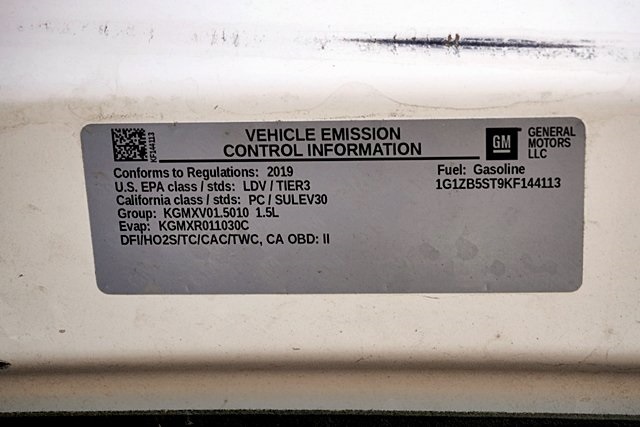 KF144113
VEHICLE EMISSION
CONTROL INFORMATION
GM
GENERAL
MOTORS
LLC
Conforms to Regulations: 2019
Fuel: Gasoline
U.S. EPA class / stds: LDV / TIER3
1G1ZB5ST9KF144113
California class / stds: PC / SULEV30
Group: KGMXV01.5010 1.5L
Evap: KGMXR011030C
DFI/HO2S/TC/CAC/TWC, CA OBD: II